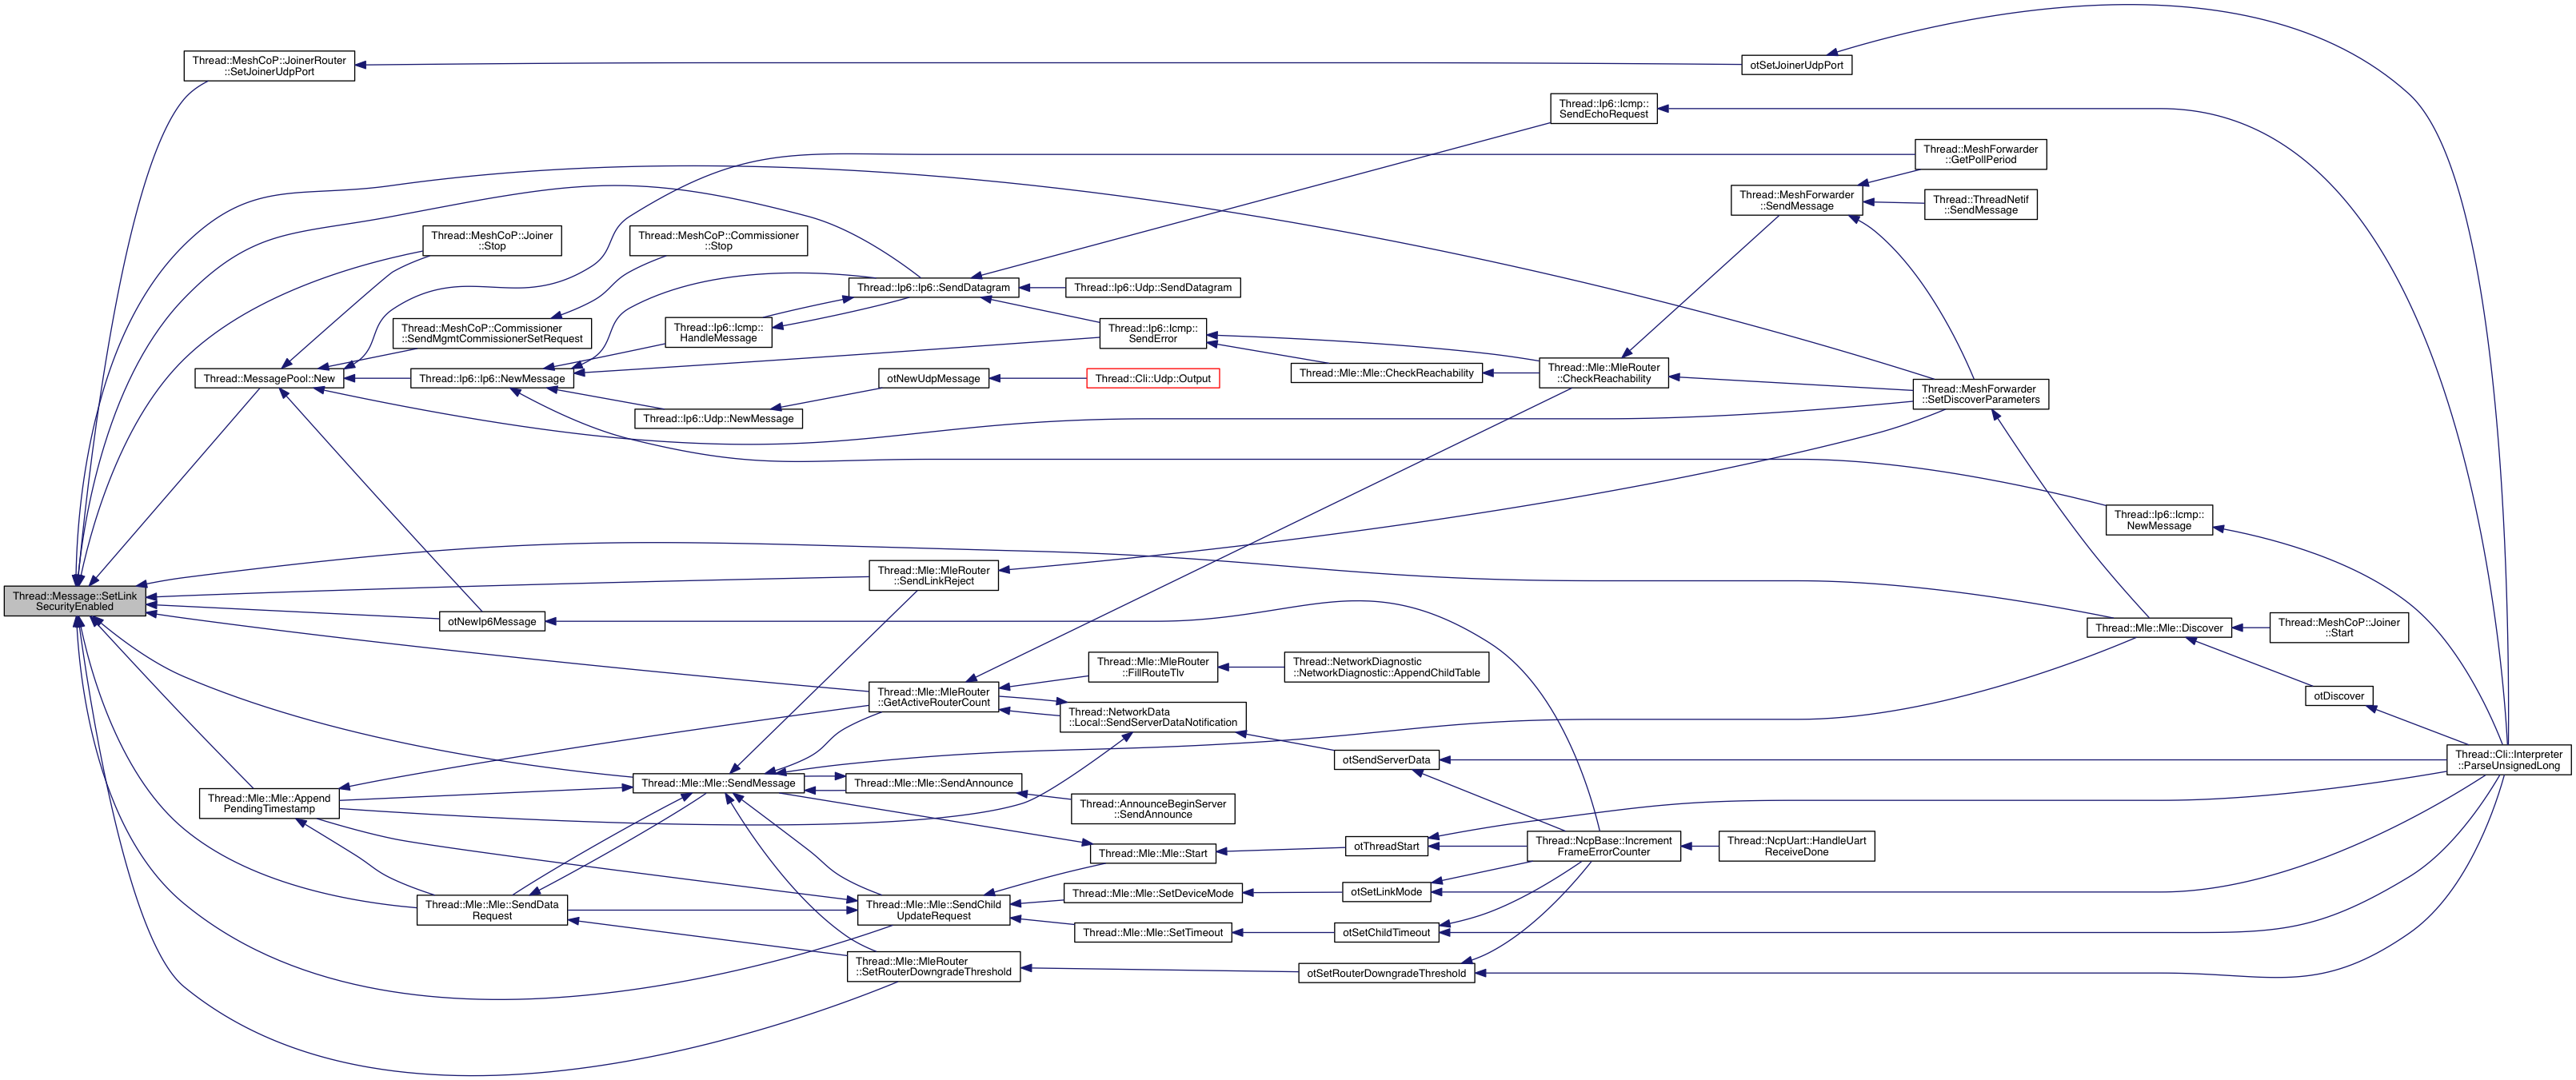 Thread::MeshCoP::JoinerRouter
::SetJoinerUdpPort
otSetJoinerUdpPort
Thread::Ip6::Icmp::
SendEchoRequest
Thread::MeshForwarder
::GetPollPeriod
Thread::MeshForwarder
::SendMessage
Thread::ThreadNetif
::SendMessage
Thread::MeshCoP::Joiner
::Stop
Thread::MeshCoP::Commissioner
::Stop
Thread::Ip6::Ip6::SendDatagram
Thread::Ip6::Udp::SendDatagram
Thread::MeshCoP::Commissioner
::SendMgmtCommissionerSetRequest
Thread::Ip6::Icmp::
HandleMessage
Thread::Ip6::Icmp::
SendError
Thread::MessagePool::New
Thread::Ip6::Ip6::NewMessage
otNewUdpMessage
Thread::Cli::Udp::Output
Thread::Mle::Mle::CheckReachability
Thread::Mle::MleRouter
::CheckReachability
Thread::MeshForwarder
::SetDiscoverParameters
Thread::Ip6::Udp::NewMessage
Thread::Ip6::Icmp::
NewMessage
Thread::Mle::MleRouter
::SendLinkReject
Thread::Message::SetLink
SecurityEnabled
otNewIp6Message
Thread::Mle::Mle::Discover
Thread::MeshCoP::Joiner
::Start
Thread::Mle::MleRouter
::FillRouteTlv
Thread::NetworkDiagnostic
::NetworkDiagnostic::AppendChildTable
Thread::Mle::MleRouter
::GetActiveRouterCount
otDiscover
Thread::NetworkData
::Local::SendServerDataNotification
otSendServerData
Thread::Cli::Interpreter
::ParseUnsignedLong
Thread::Mle::Mle::SendMessage
Thread::Mle::Mle::SendAnnounce
Thread::Mle::Mle::Append
PendingTimestamp
Thread::AnnounceBeginServer
::SendAnnounce
Thread::Mle::Mle::Start
otThreadStart
Thread::NcpBase::Increment
FrameErrorCounter
Thread::NcpUart::HandleUart
ReceiveDone
Thread::Mle::Mle::SetDeviceMode
otSetLinkMode
Thread::Mle::Mle::SendData
Request
Thread::Mle::Mle::SendChild
UpdateRequest
Thread::Mle::Mle::SetTimeout
otSetChildTimeout
Thread::Mle::MleRouter
::SetRouterDowngradeThreshold
otSetRouterDowngradeThreshold